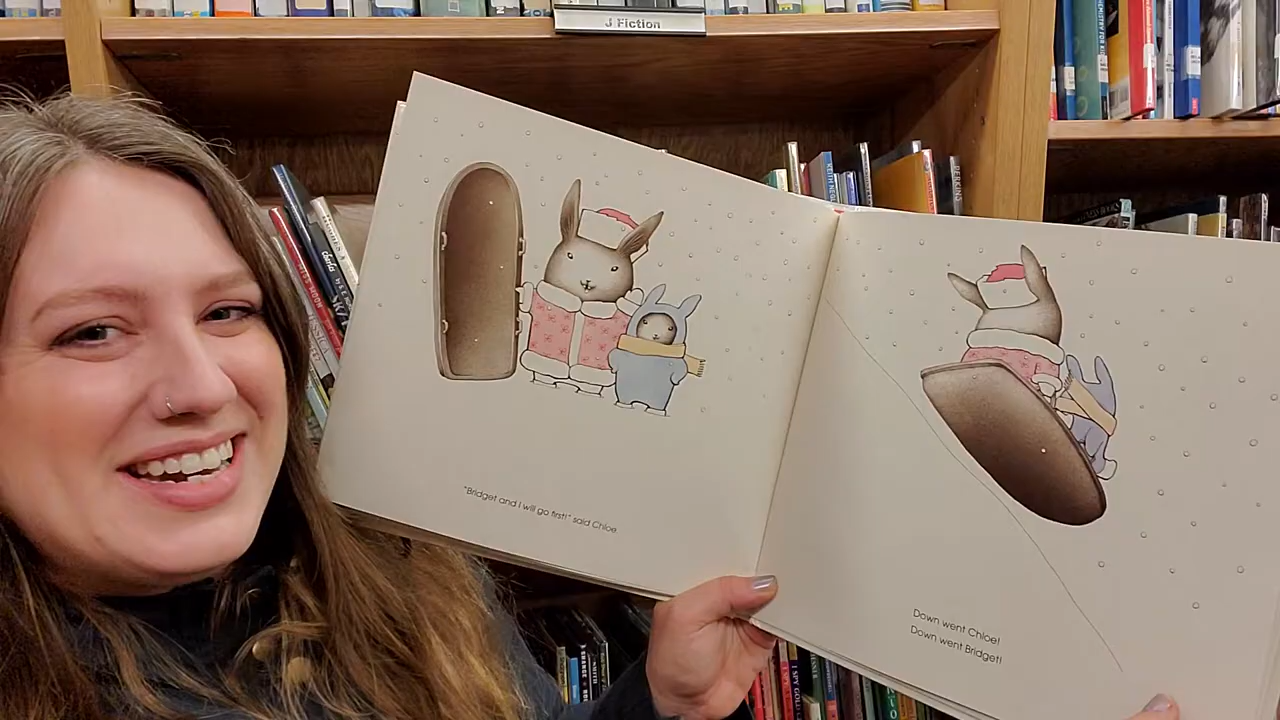 J Fiction
"Bridget and I will go first!" said Chloe.
Down went Chloe!
Down went Bridget!